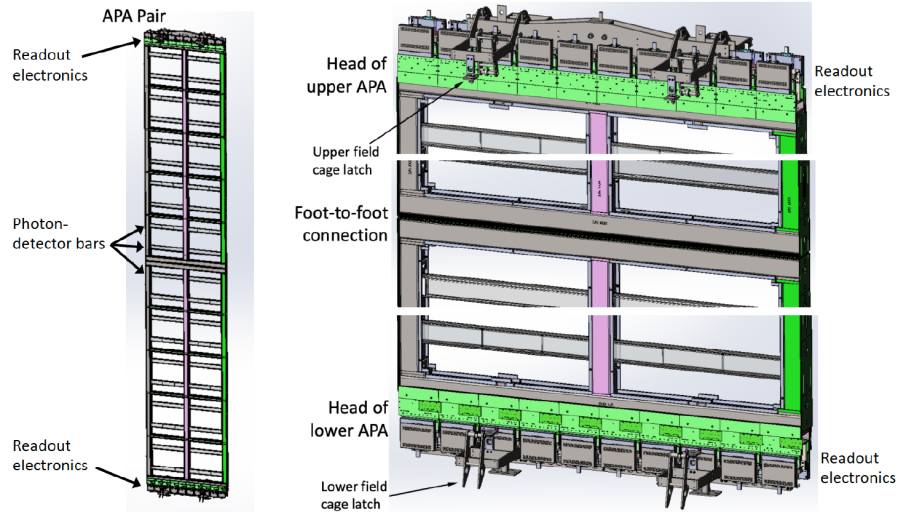 APA Pair
Readout
electronics
Photon-
detector bars
Readout
electronics
Head of
upper APA
Upper field
cage latch
Readout
electronics
Foot-to-foot
connection
Head of
lower APA
Lower field
cage latch
Readout
electronics